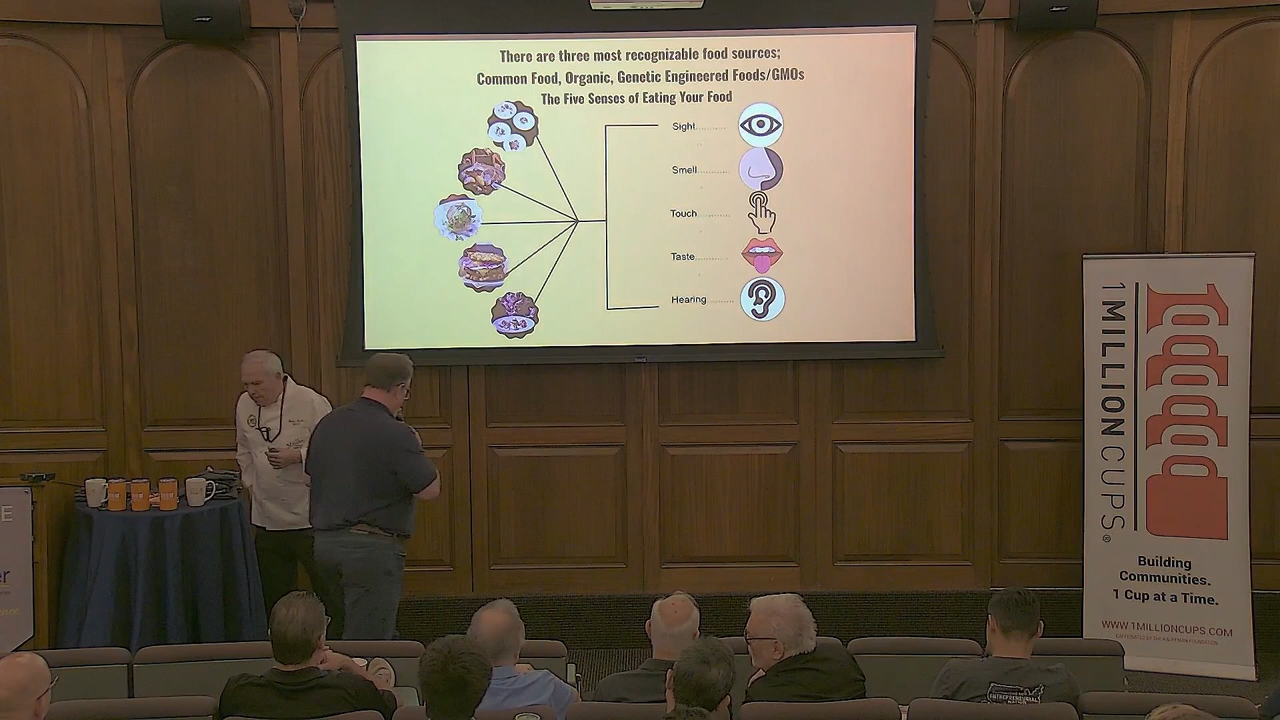 There are three most recognizable food sources;
Common Food, Organic, Genetic Engineered Foods/GMOs
The Five Senses of Eating Your Food
Sight..........
Smell..........
Touch..........
Taste..........
Hearing........
1 MILLION CUPS®
Building
Communities.
1 Cup at a Time.
WWW.1MILLIONCUPS.COM
E
er
ENTREPRENEURIAL